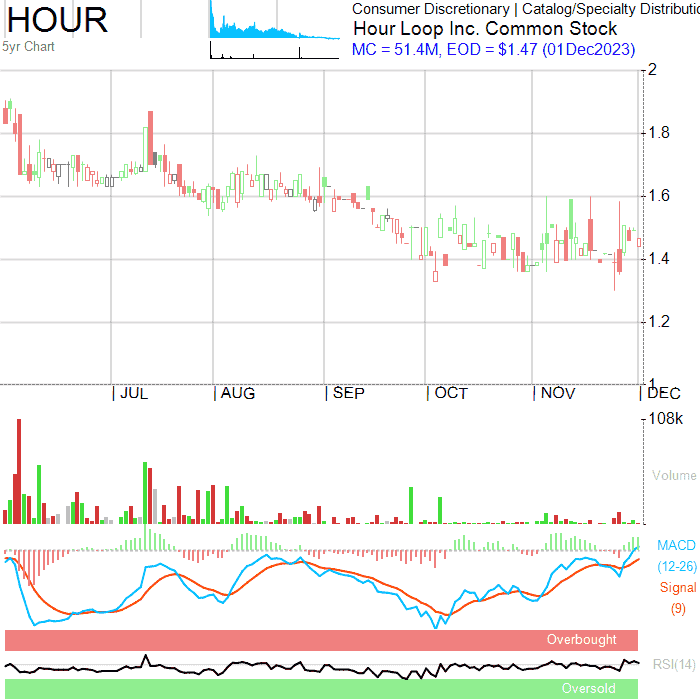 HOUR
5yr Chart
Consumer Discretionary | Catalog/Specialty Distributio
Hour Loop Inc. Common Stock
MC = 51.4M, EOD = $1.47 (01Dec2023)
2
1.8
1.6
1.4
1.2
1
JUL AUG SEP OCT NOV DEC
108k
Volume
MACD
(12-26)
Signal
(9)
Overbought
RSI(14)
Oversold